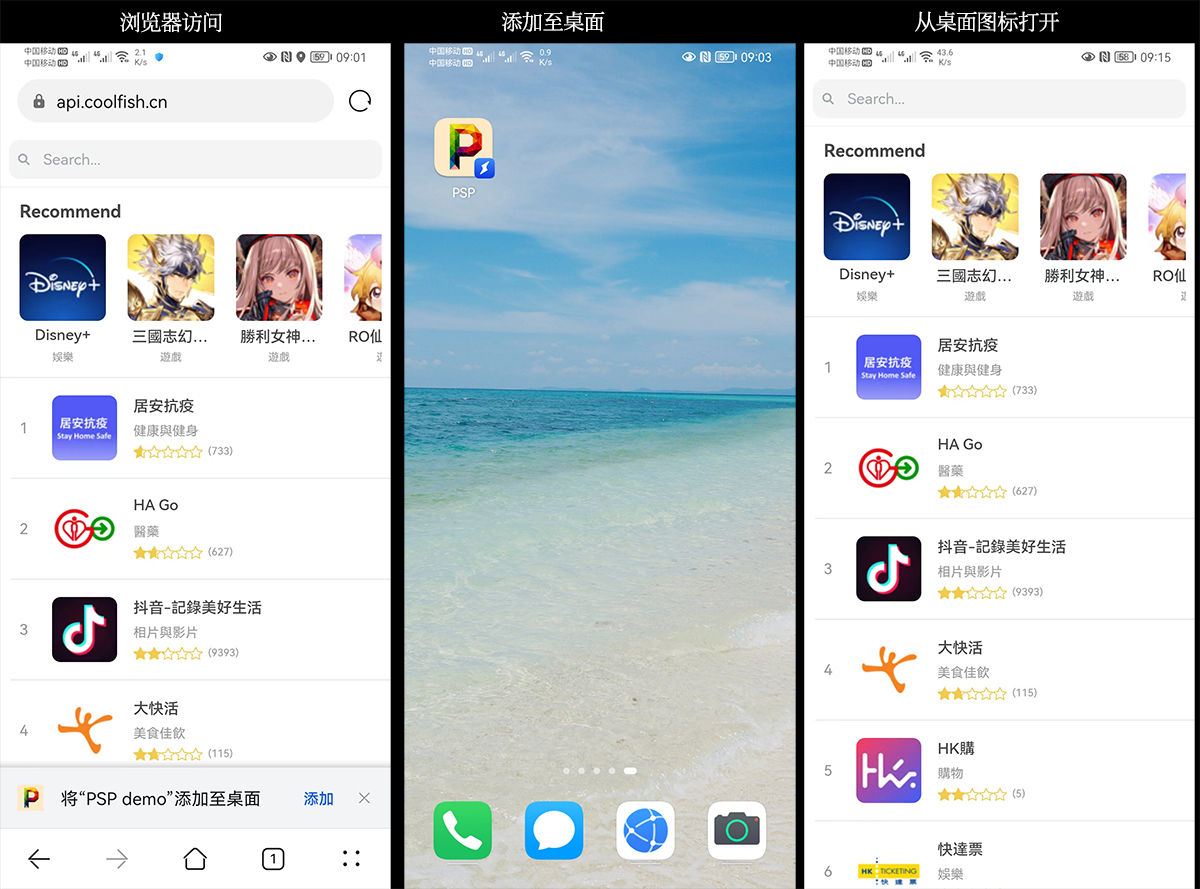 浏览器访问
添加至桌面
从桌面图标打开
中国移动 HD 4G 4G 2.1 K/s
中国移动 HD
59 09:01
api.coolfish.cn
Search...
Recommend
Disney+
Disney+
三國志幻...
勝利女神...
RO仙
娛樂
遊戲
遊戲
1
居安抗疫
Stay Home Safe
居安抗疫
健康與健身
(733)
2
HA Go
醫藥
(627)
3
抖音-記錄美好生活
相片與影片
(9393)
4
大快活
美食佳飲
(115)
P
将“PSP demo”添加至桌面
添加
1
中国移动 HD 4G 4G 0.9 K/s
中国移动 HD
59 09:03
P
PSP
中国移动 HD 4G 4G 43.6 K/s
中国移动 HD
58 09:15
Search...
Recommend
Disney+
Disney+
三國志幻...
勝利女神...
RO仙
娛樂
遊戲
遊戲
1
居安抗疫
Stay Home Safe
居安抗疫
健康與健身
(733)
2
HA Go
醫藥
(627)
3
抖音-記錄美好生活
相片與影片
(9393)
4
大快活
美食佳飲
(115)
5
HK
HK購
購物
(5)
6
HK TICKETING
快達票
快達票
娛樂